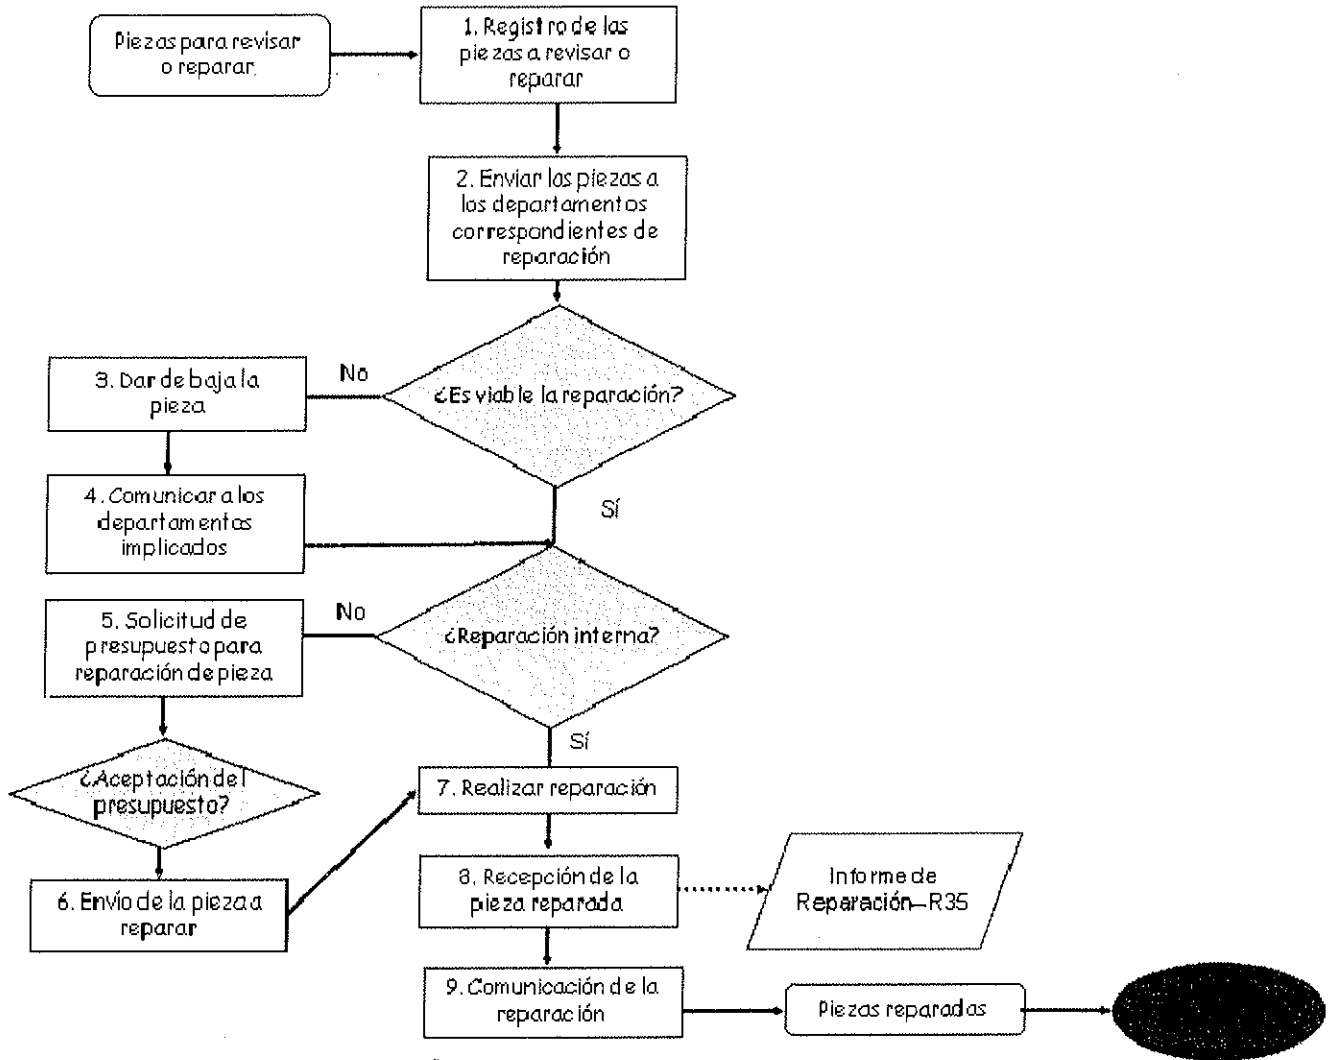 Piezas para revisar
o reparar
1. Registro de las
piezas a revisar o
reparar
2. Enviar las piezas a
los departamentos
correspondientes de
reparación
¿Es viable la reparación?
No
3. Dar de baja la
pieza
Sí
4. Comunicar a los
departamentos
implicados
¿Reparación interna?
No
5. Solicitud de
presupuesto para
reparación de pieza
Sí
¿Aceptación del
presupuesto?
6. Envío de la pieza a
reparar
7. Realizar reparación
8. Recepción de la
pieza reparada
Informe de
Reparación–R35
9. Comunicación de la
reparación
Piezas reparadas